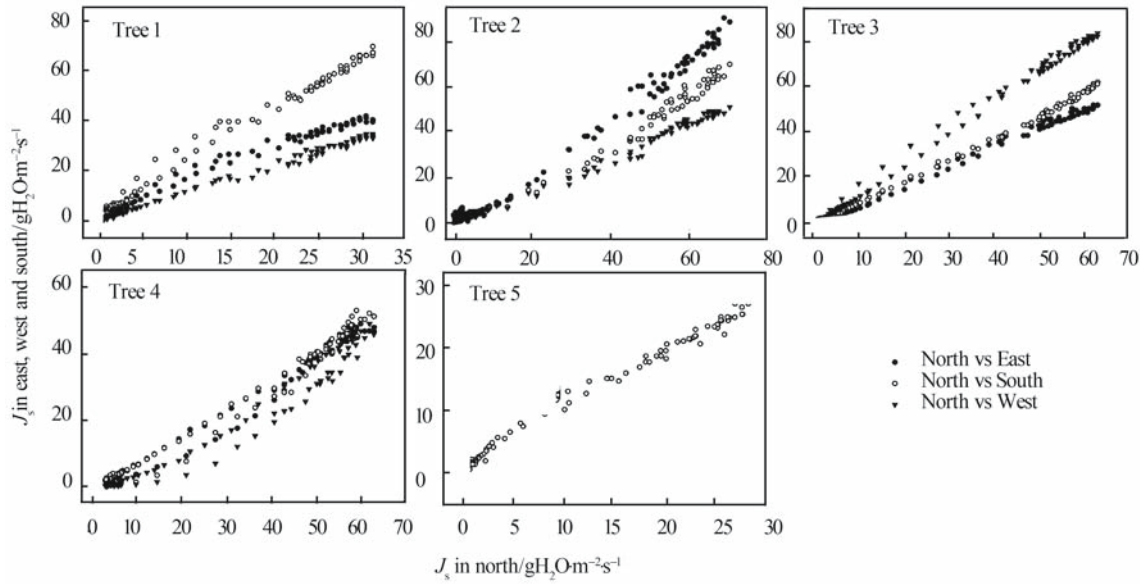 Tree 1
80
60
40
20
0
0 5 10 15 20 25 30 35
Tree 2
80
60
40
20
0
0 20 40 60 80
Tree 3
80
60
40
20
0
0 10 20 30 40 50 60 70
Tree 4
60
40
20
0
0 10 20 30 40 50 60 70
Tree 5
30
20
10
0
0 5 10 15 20 25 30
North vs East
North vs South
North vs West
Js in east, west and south/gH2O·m−2·s−1
Js in north/gH2O·m−2·s−1